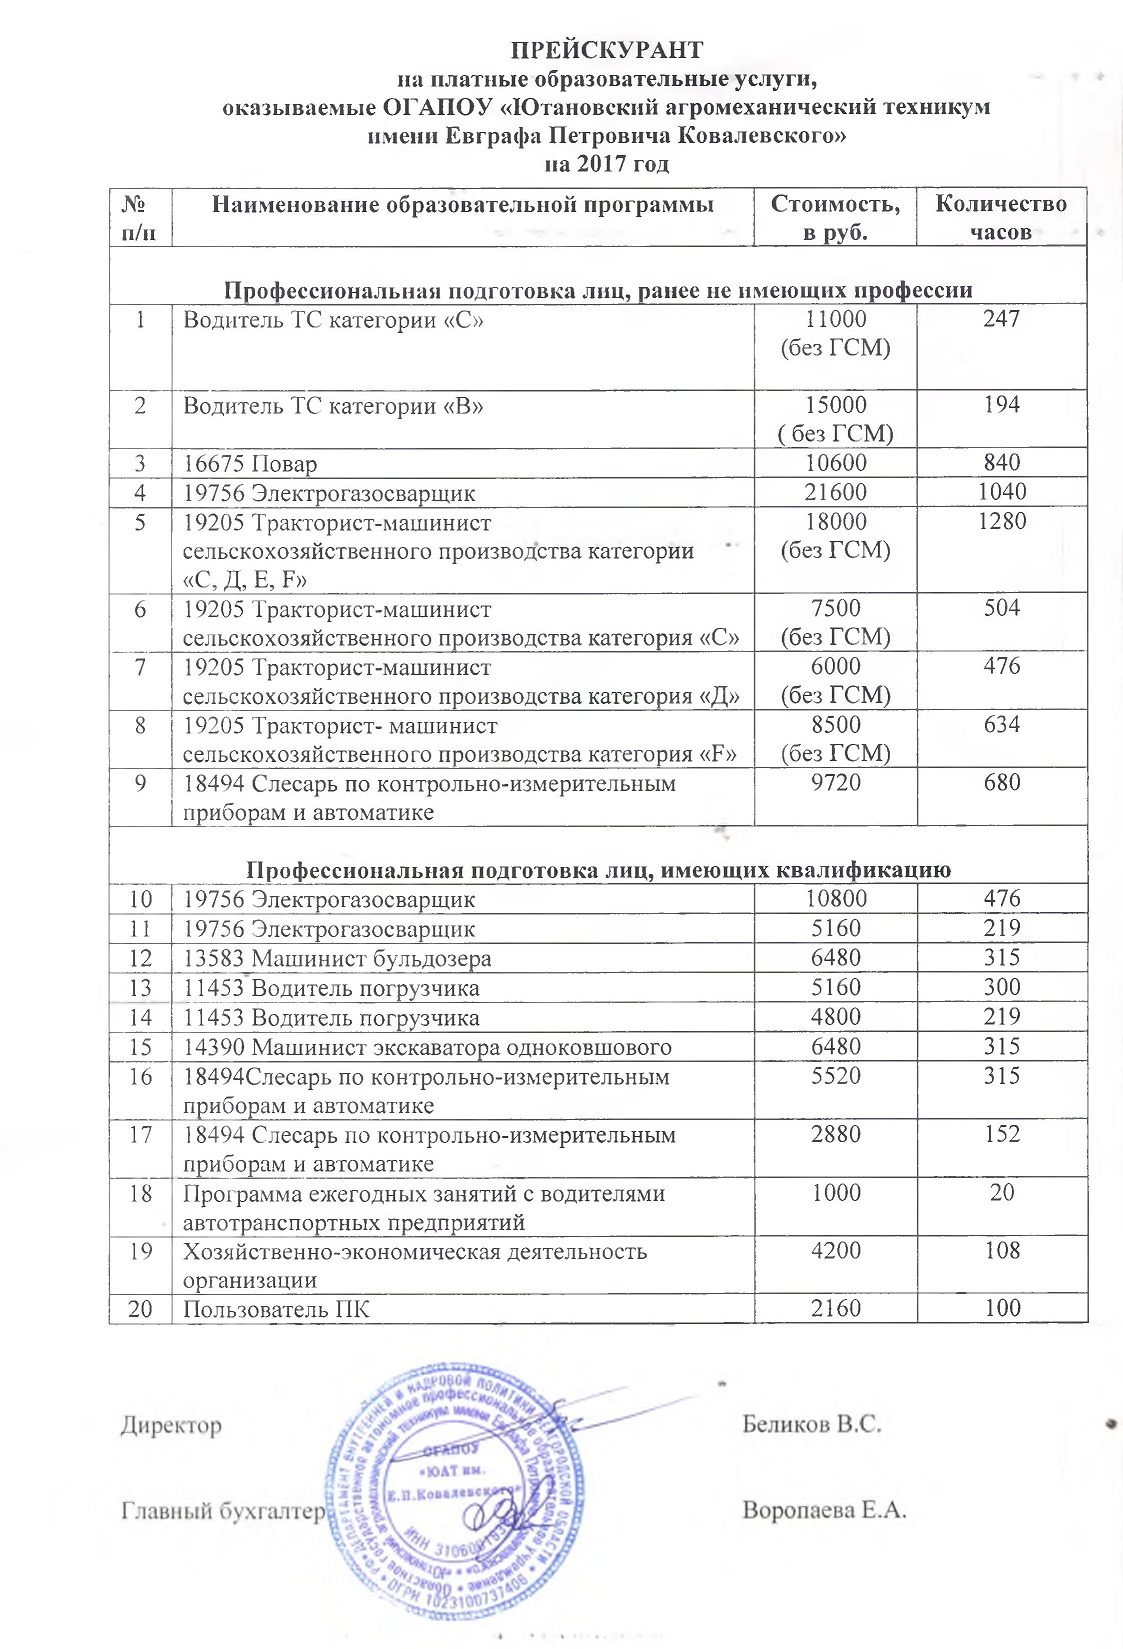 ПРЕЙСКУРАНТ
на платные образовательные услуги,
оказываемые ОГАПОУ «Ютановский агромеханический техникум
имени Евграфа Петровича Ковалевского»
на 2017 год
№ п/п Наименование образовательной программы Стоимость, в руб. Количество часов
Профессиональная подготовка лиц, ранее не имеющих профессии
1 Водитель ТС категории «С» 11000 247
(без ГСМ)
2 Водитель ТС категории «В» 15000 194
( без ГСМ)
3 16675 Повар 10600 840
4 19756 Электрогазосварщик 21600 1040
5 19205 Тракторист-машинист 18000 1280
сельскохозяйственного производства категории (без ГСМ)
«С, Д, Е, F»
6 19205 Тракторист-машинист 7500 504
сельскохозяйственного производства категория «С» (без ГСМ)
7 19205 Тракторист-машинист 6000 476
сельскохозяйственного производства категория «Д» (без ГСМ)
8 19205 Тракторист- машинист 8500 634
сельскохозяйственного производства категория «F» (без ГСМ)
9 18494 Слесарь по контрольно-измерительным 9720 680
приборам и автоматике
Профессиональная подготовка лиц, имеющих квалификацию
10 19756 Электрогазосварщик 10800 476
11 19756 Электрогазосварщик 5160 219
12 13583 Машинист бульдозера 6480 315
13 11453 Водитель погрузчика 5160 300
14 11453 Водитель погрузчика 4800 219
15 14390 Машинист экскаватора одноковшового 6480 315
16 18494Слесарь по контрольно-измерительным 5520 315
приборам и автоматике
17 18494 Слесарь по контрольно-измерительным 2880 152
приборам и автоматике
18 Программа ежегодных занятий с водителями 1000 20
автотранспортных предприятий
19 Хозяйственно-экономическая деятельность 4200 108
организации
20 Пользователь ПК 2160 100
Директор Беликов В.С.
Главный бухгалтер Воропаева Е.А.
ДЕПАРТАМЕНТ ВНУТРЕННЕЙ И КАДРОВОЙ ПОЛИТИКИ БЕЛГОРОДСКОЙ ОБЛАСТИ
ОГРН 1023100737406
ОГАПОУ
«ЮАТ им.
Е.П.Ковалевского»